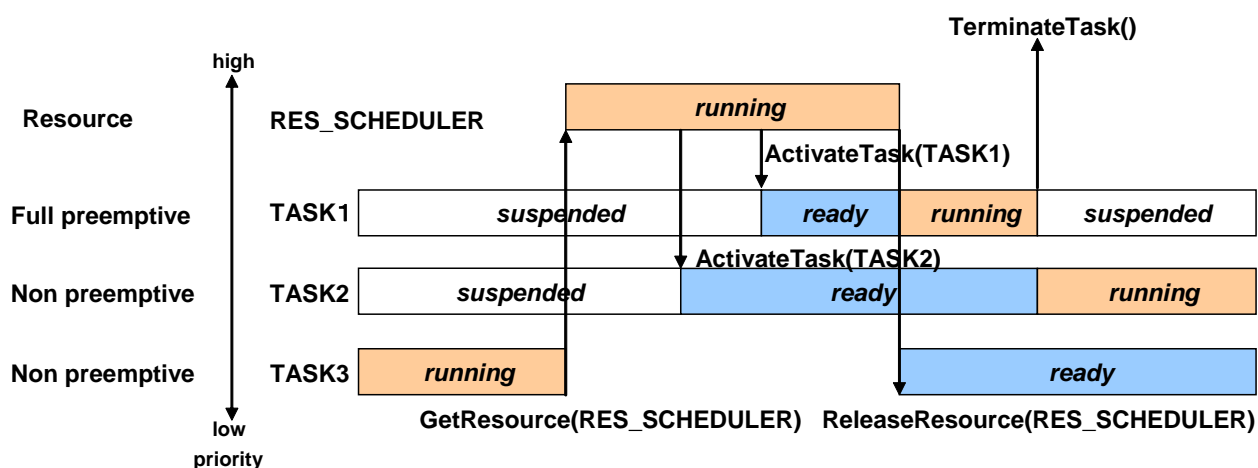 TerminateTask()
high
Resource
RES_SCHEDULER
running
ActivateTask(TASK1)
Full preemptive
TASK1
suspended
ready
running
suspended
ActivateTask(TASK2)
Non preemptive
TASK2
suspended
ready
running
Non preemptive
TASK3
running
ready
GetResource(RES_SCHEDULER)
ReleaseResource(RES_SCHEDULER)
low
priority